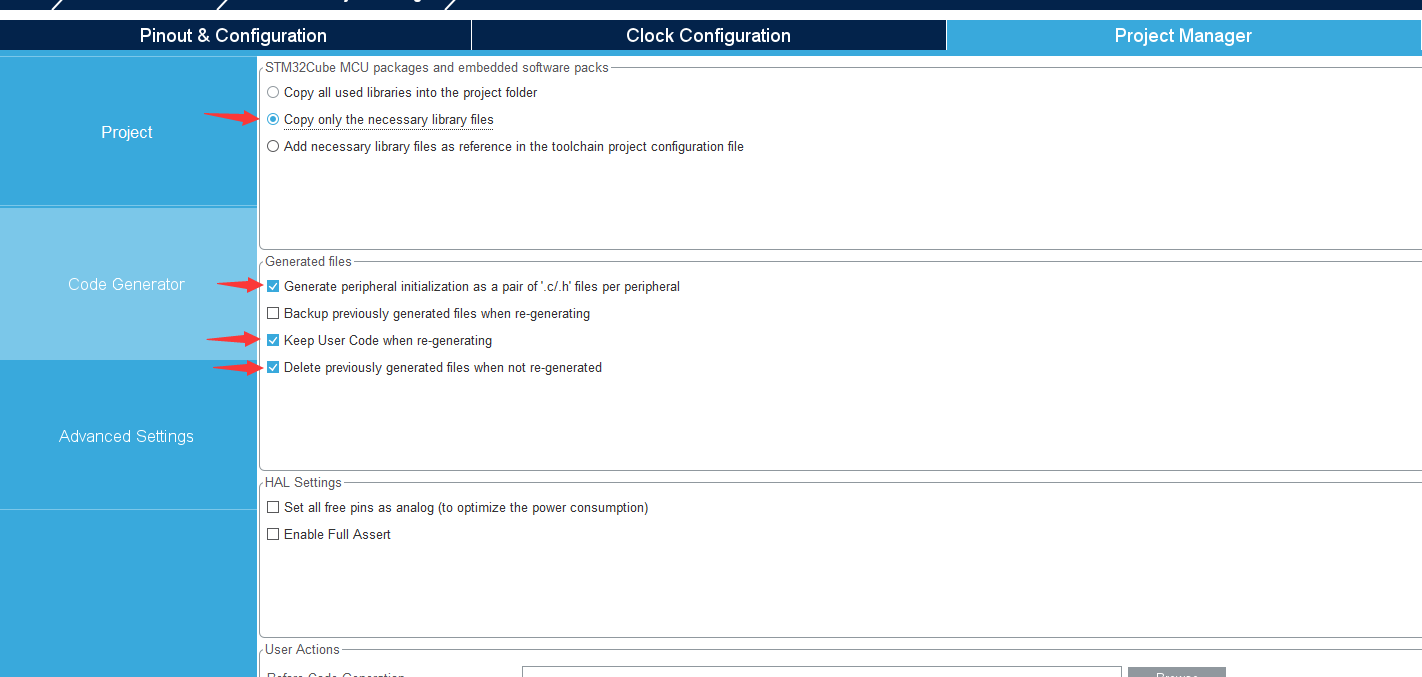 Pinout & Configuration
Clock Configuration
Project Manager
Project
Code Generator
Advanced Settings
STM32Cube MCU packages and embedded software packs
Copy all used libraries into the project folder
Copy only the necessary library files
Add necessary library files as reference in the toolchain project configuration file
Generated files
Generate peripheral initialization as a pair of '.c/.h' files per peripheral
Backup previously generated files when re-generating
Keep User Code when re-generating
Delete previously generated files when not re-generated
HAL Settings
Set all free pins as analog (to optimize the power consumption)
Enable Full Assert
User Actions
Before Code Generation
Browse